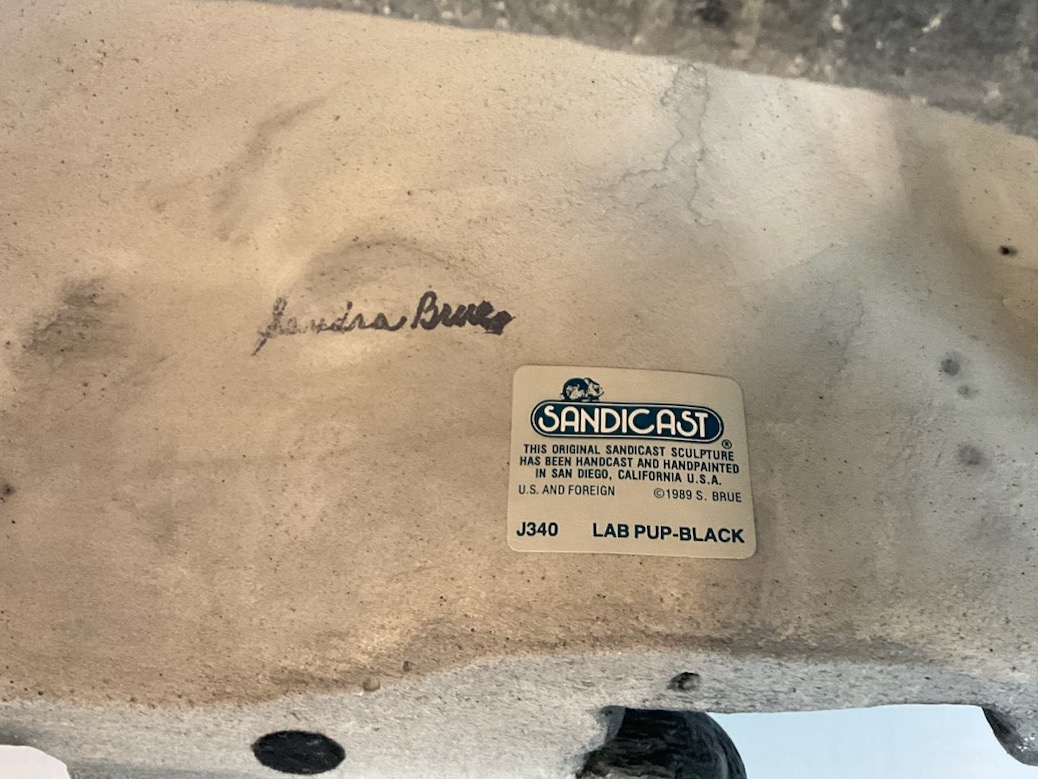 Sandra Brue
SANDICAST®
THIS ORIGINAL SANDICAST SCULPTURE
HAS BEEN HANDCAST AND HANDPAINTED
IN SAN DIEGO, CALIFORNIA U.S.A.
U.S. AND FOREIGN ©1989 S. BRUE
J340 LAB PUP-BLACK